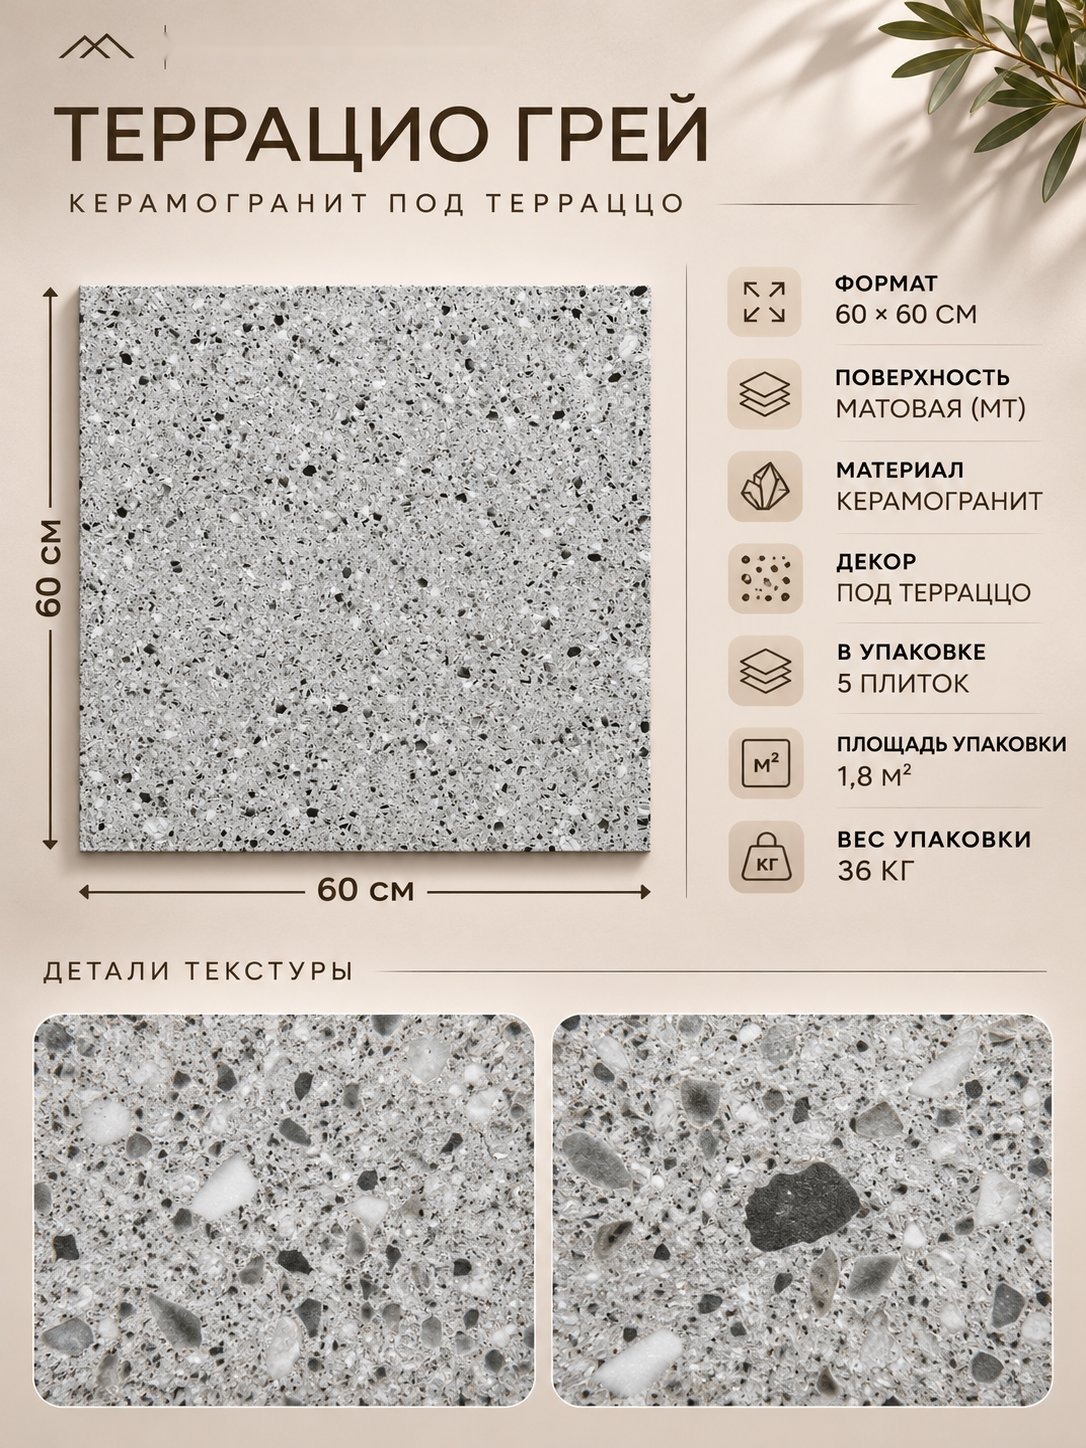 ТЕРРАЦИО ГРЕЙ
КЕРАМОГРАНИТ ПОД ТЕРРАЦЦО
60 см
60 см
ФОРМАТ
60 × 60 СМ
ПОВЕРХНОСТЬ
МАТОВАЯ (МТ)
МАТЕРИАЛ
КЕРАМОГРАНИТ
ДЕКОР
ПОД ТЕРРАЦЦО
В УПАКОВКЕ
5 ПЛИТОК
м²
ПЛОЩАДЬ УПАКОВКИ
1,8 м²
кг
ВЕС УПАКОВКИ
36 КГ
ДЕТАЛИ ТЕКСТУРЫ